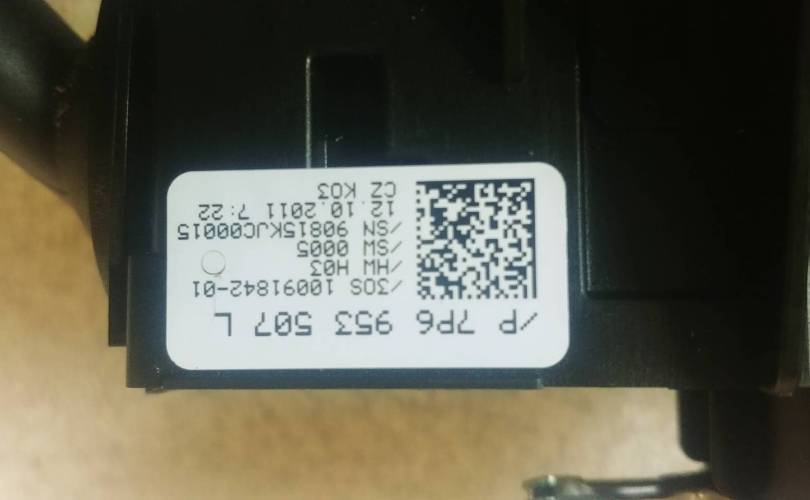 /P 7P6 953 507 L
/3OS 10091842-01
/HW H03
/SW 0005
/SN 90815KJC00015
12.10.2011 7:22
CZ K03